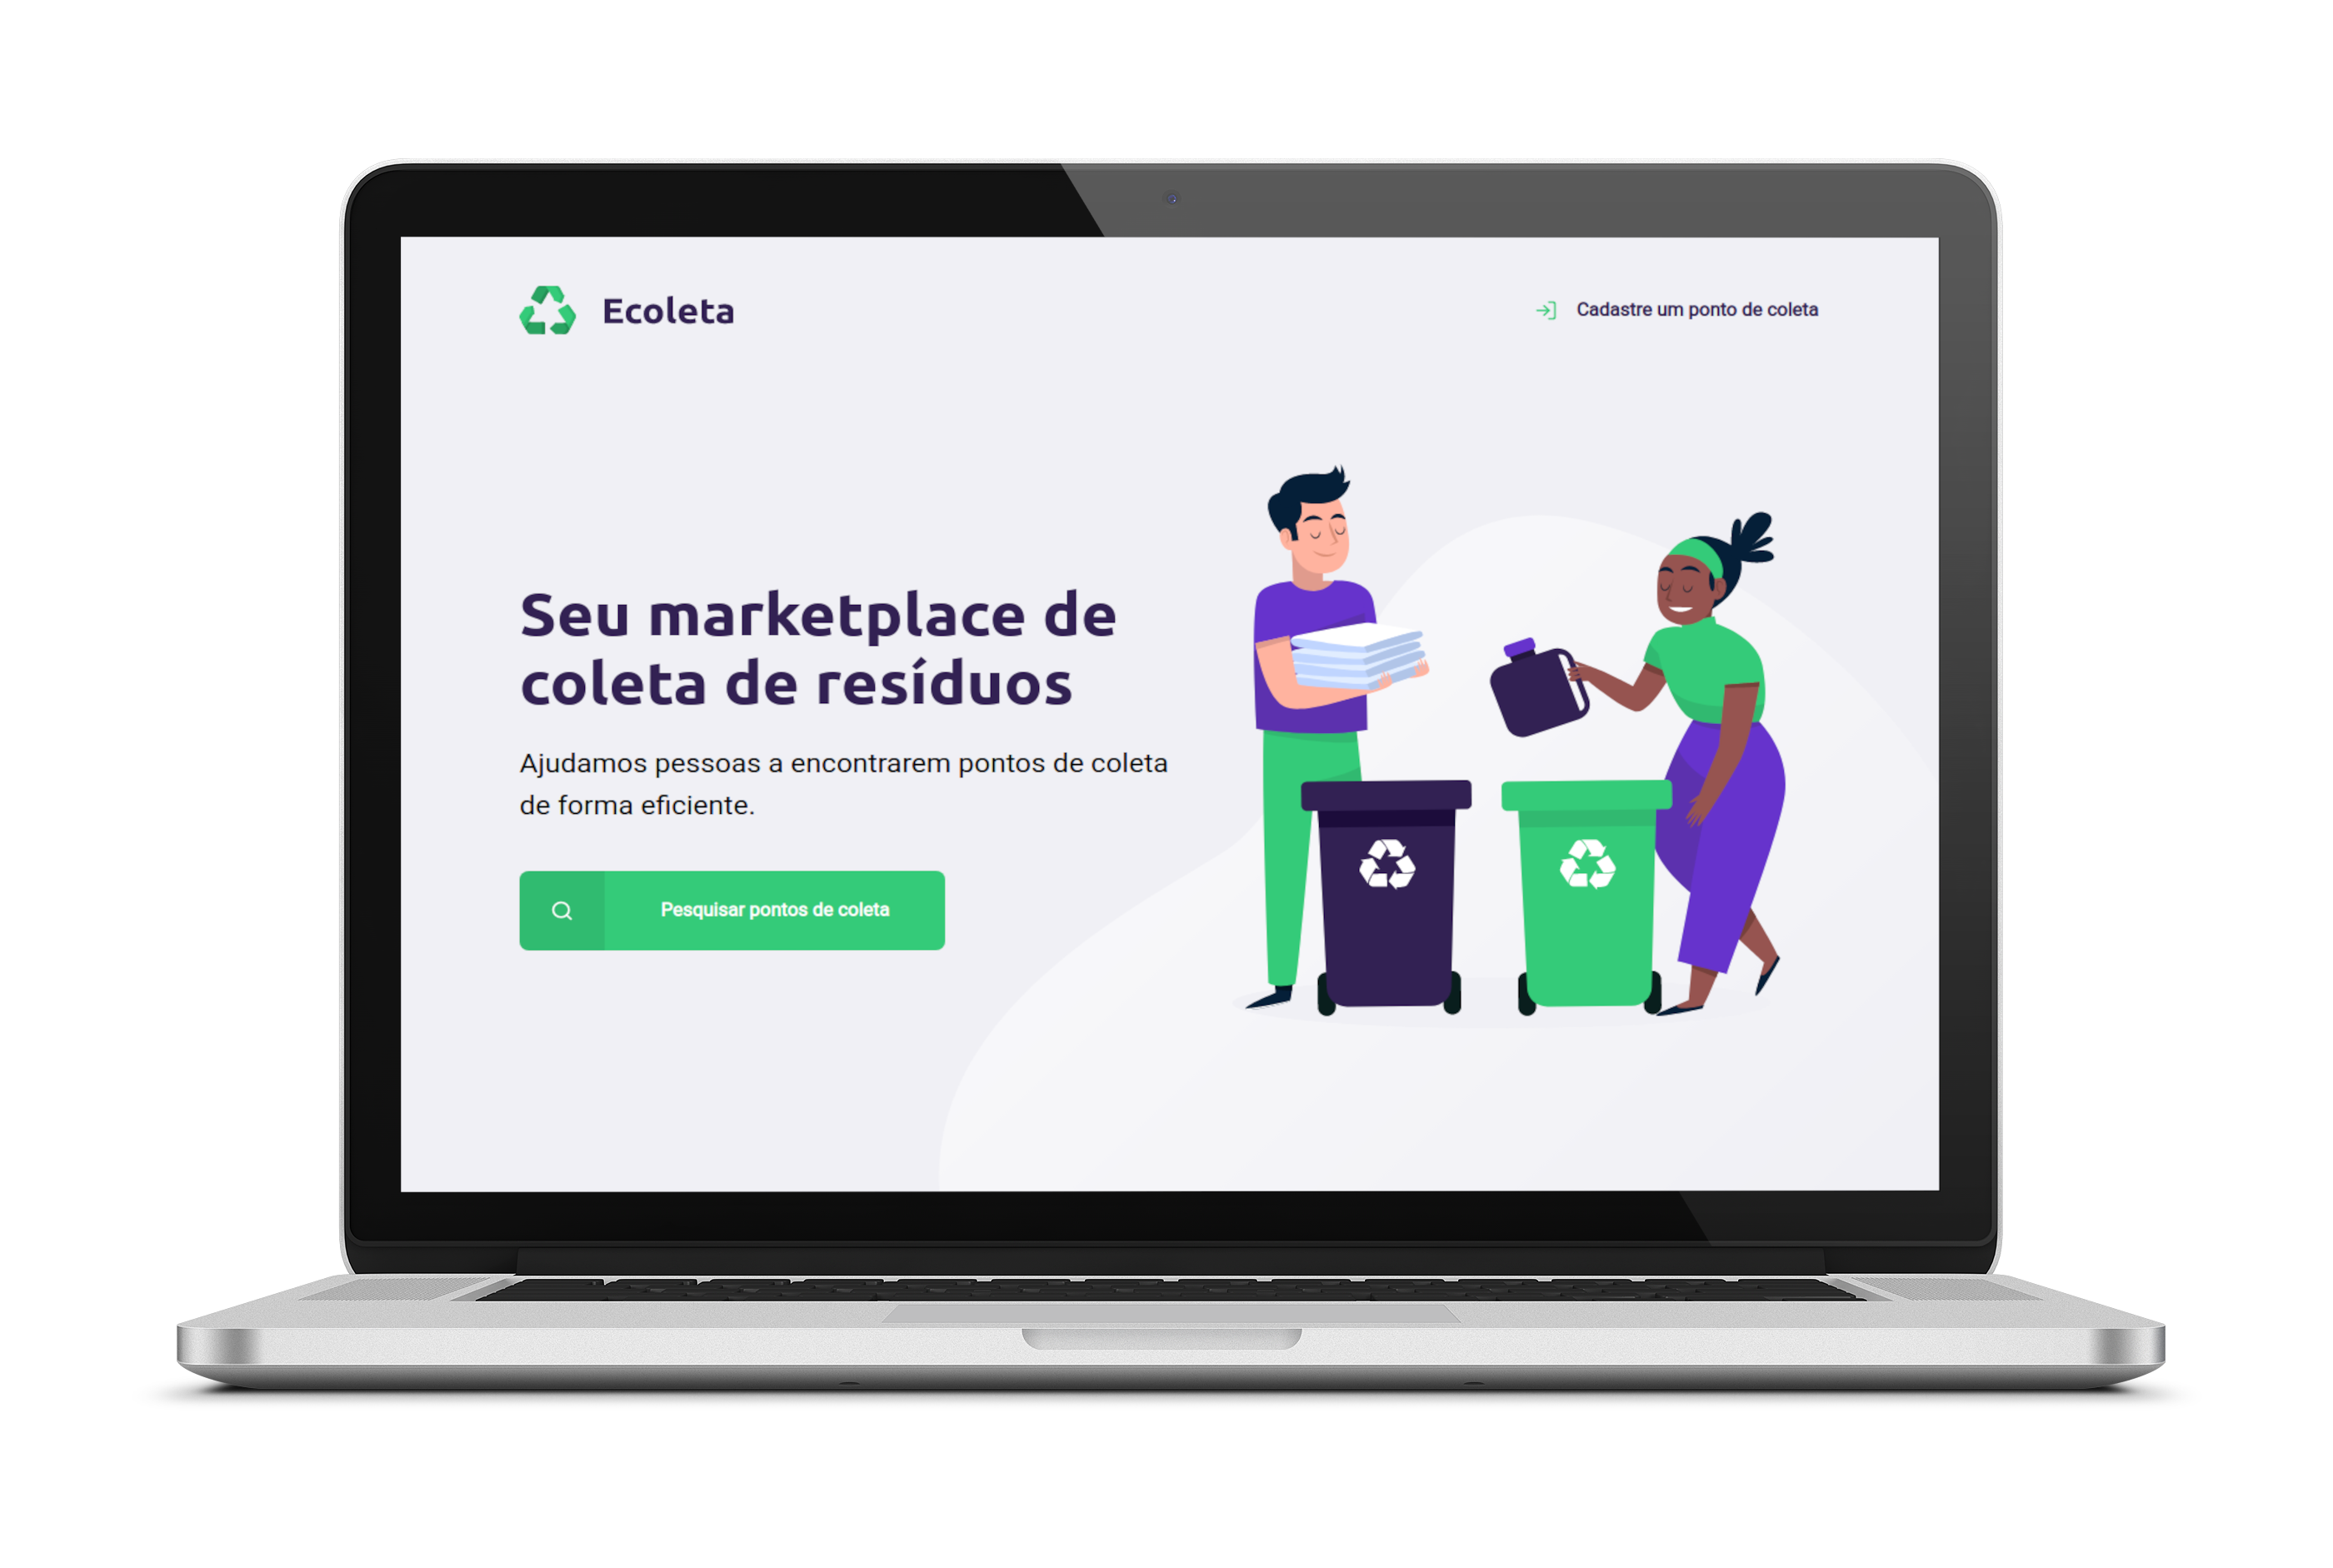 Ecoleta
Cadastre um ponto de coleta
Seu marketplace de
coleta de resíduos
Ajudamos pessoas a encontrarem pontos de coleta
de forma eficiente.
Pesquisar pontos de coleta